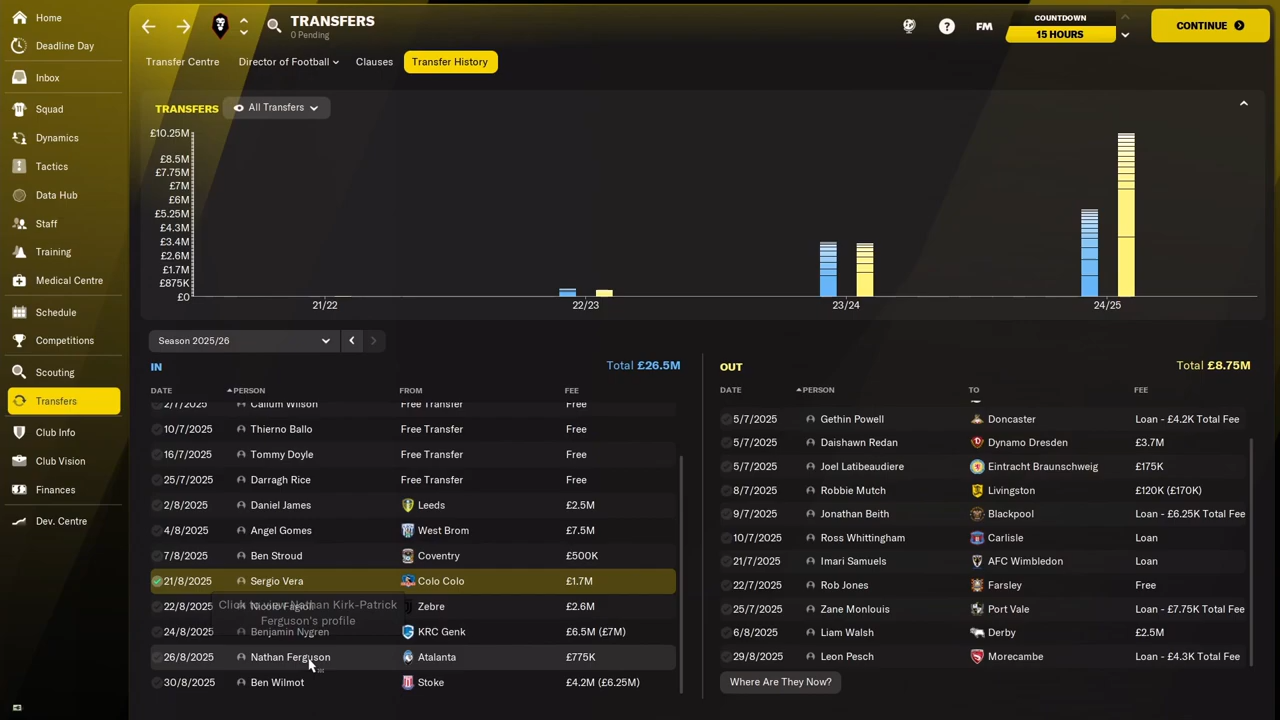 Home
Deadline Day
Inbox
Squad
Dynamics
Tactics
Data Hub
Staff
Training
Medical Centre
Schedule
Competitions
Scouting
Transfers
Club Info
Club Vision
Finances
Dev. Centre
TRANSFERS
0 Pending
?
FM
COUNTDOWN
15 HOURS
CONTINUE
Transfer Centre
Director of Football
Clauses
Transfer History
TRANSFERS
All Transfers
£10.25M
£8.5M
£7.75M
£7M
£6M
£5.25M
£4.3M
£3.4M
£2.6M
£1.7M
£875K
£0
21/22
22/23
23/24
24/25
Season 2025/26
IN
Total £26.5M
DATE PERSON FROM FEE
2/7/2025 Callum Wilson Free Transfer Free
10/7/2025 Thierno Ballo Free Transfer Free
16/7/2025 Tommy Doyle Free Transfer Free
25/7/2025 Darragh Rice Free Transfer Free
2/8/2025 Daniel James Leeds £2.5M
4/8/2025 Angel Gomes West Brom £7.5M
7/8/2025 Ben Stroud Coventry £500K
21/8/2025 Sergio Vera Colo Colo £1.7M
22/8/2025 Zebre £2.6M
Click to view Nathan Kirk-Patrick
Ferguson's profile
24/8/2025 Benjamin Nygren KRC Genk £6.5M (£7M)
26/8/2025 Nathan Ferguson Atalanta £775K
30/8/2025 Ben Wilmot Stoke £4.2M (£6.25M)
OUT
Total £8.75M
DATE PERSON TO FEE
5/7/2025 Gethin Powell Doncaster Loan - £4.2K Total Fee
5/7/2025 Daishawn Redan Dynamo Dresden £3.7M
5/7/2025 Joel Latibeaudiere Eintracht Braunschweig £175K
8/7/2025 Robbie Mutch Livingston £120K (£170K)
9/7/2025 Jonathan Beith Blackpool Loan - £6.25K Total Fee
10/7/2025 Ross Whittingham Carlisle Loan
21/7/2025 Imari Samuels AFC Wimbledon Loan
22/7/2025 Rob Jones Farsley Free
25/7/2025 Zane Monlouis Port Vale Loan - £7.75K Total Fee
6/8/2025 Liam Walsh Derby £2.5M
29/8/2025 Leon Pesch Morecambe Loan - £4.3K Total Fee
Where Are They Now?